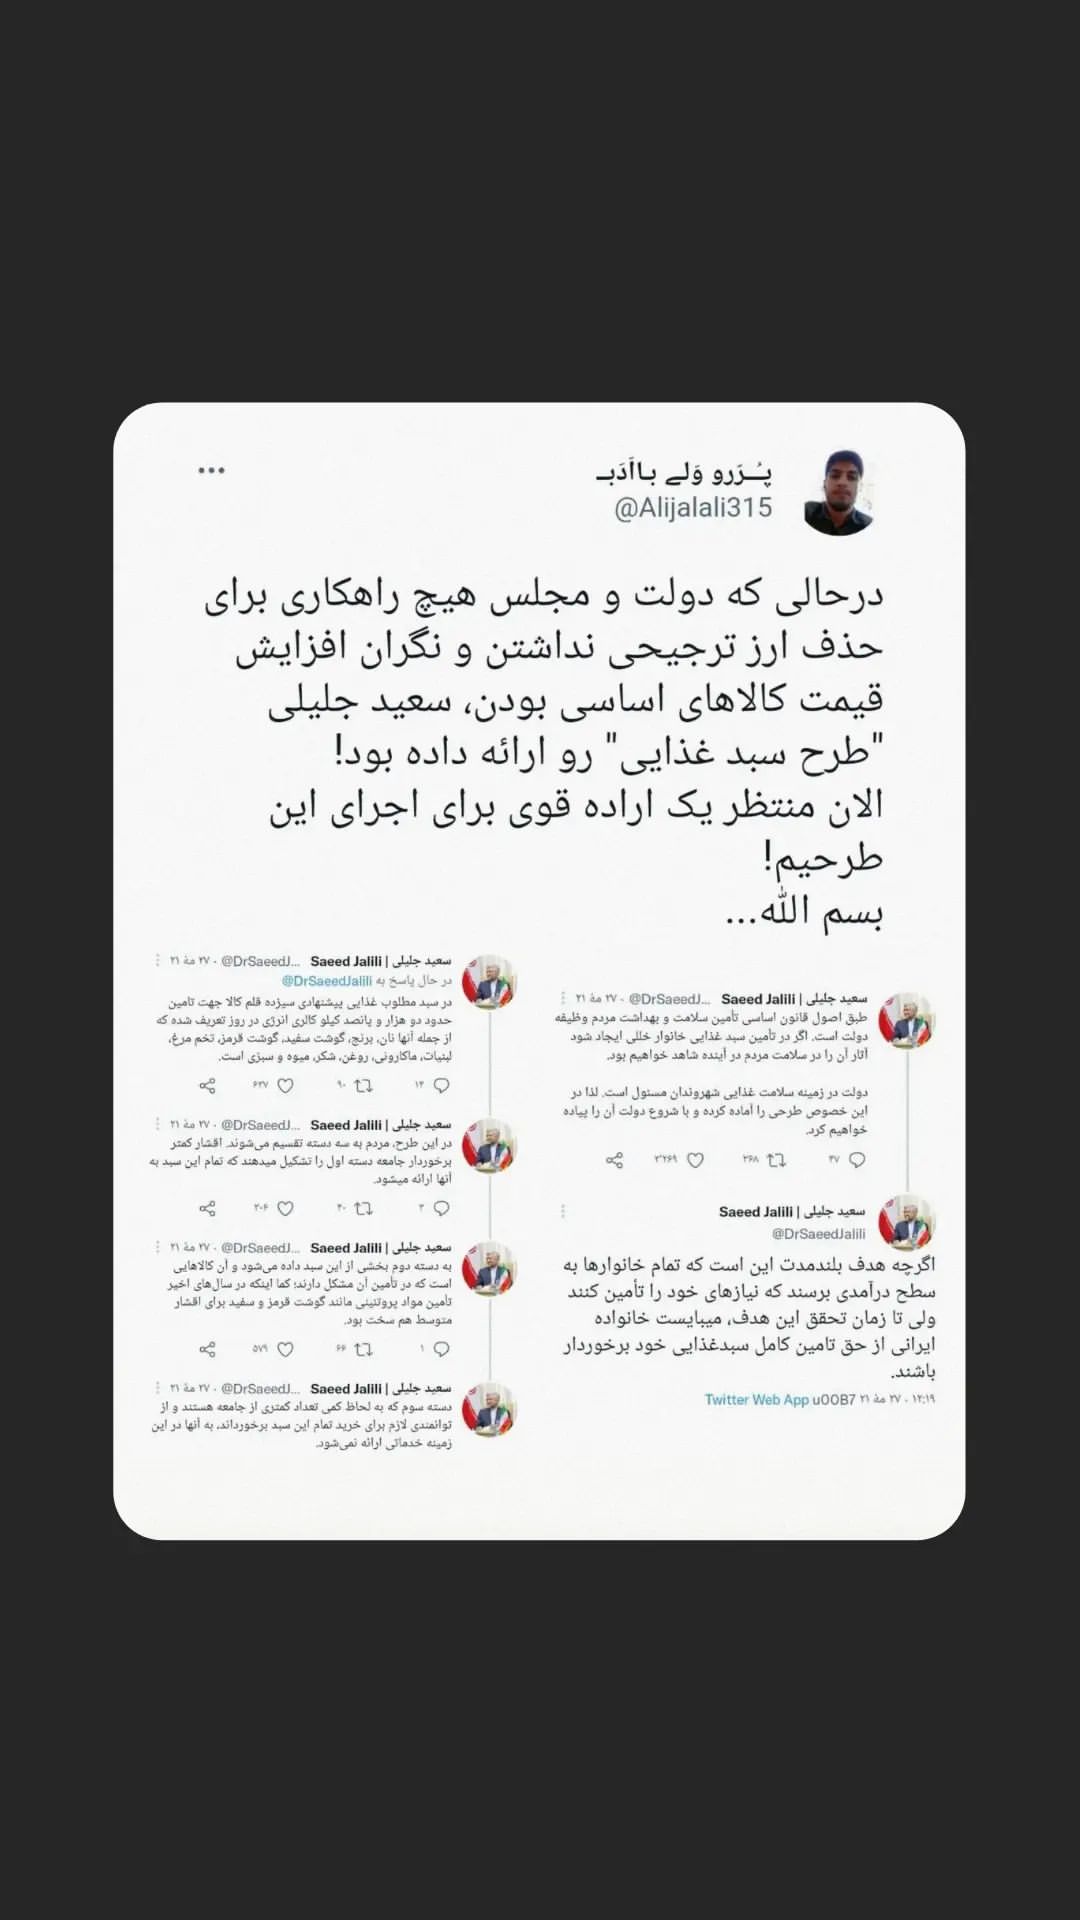 پُـررو وَلے بـاأَدَبـ
@Alijalali315
درحالی که دولت و مجلس هیچ راهکاری برای
حذف ارز ترجیحی نداشتن و نگران افزایش
قیمت کالاهای اساسی بودن، سعید جلیلی
"طرح سبد غذایی" رو ارائه داده بود!
الان منتظر یک اراده قوی برای اجرای این
طرحیم!
بسم الله...
سعید جلیلی | Saeed Jalili @DrSaeedJ... · ۲۷ مهٔ ۲۱
طبق اصول قانون اساسی تأمین سلامت و بهداشت مردم وظیفه
دولت است. اگر در تأمین سبد غذایی خانوار خللی ایجاد شود
آثار آن را در سلامت مردم در آینده شاهد خواهیم بود.
دولت در زمینه سلامت غذایی شهروندان مسئول است. لذا در
این خصوص طرحی را آماده کرده و با شروع دولت آن را پیاده
خواهیم کرد.
۴۷ ۳۶۸ ۲٬۲۶۹
سعید جلیلی | Saeed Jalili
@DrSaeedJalili
اگرچه هدف بلندمدت این است که تمام خانوارها به
سطح درآمدی برسند که نیازهای خود را تأمین کنند
ولی تا زمان تحقق این هدف، میبایست خانواده
ایرانی از حق تامین کامل سبدغذایی خود برخوردار
باشند.
۱۲:۱۹ · ۲۷ مهٔ ۲۱ u00B7 Twitter Web App
سعید جلیلی | Saeed Jalili @DrSaeedJ... · ۲۷ مهٔ ۲۱
در حال پاسخ به @DrSaeedJalili
در سبد مطلوب غذایی پیشنهادی سیزده قلم کالا جهت تامین
حدود دو هزار و پانصد کیلو کالری انرژی در روز تعریف شده که
از جمله آنها نان، برنج، گوشت سفید، گوشت قرمز، تخم مرغ،
لبنیات، ماکارونی، روغن، شکر، میوه و سبزی است.
۱۳ ۹۰ ۶۳۷
سعید جلیلی | Saeed Jalili @DrSaeedJ... · ۲۷ مهٔ ۲۱
در این طرح، مردم به سه دسته تقسیم می‌شوند. اقشار کمتر
برخوردار جامعه دسته اول را تشکیل میدهند که تمام این سبد به
آنها ارائه میشود.
۳ ۴۰ ۳۰۶
سعید جلیلی | Saeed Jalili @DrSaeedJ... · ۲۷ مهٔ ۲۱
به دسته دوم بخشی از این سبد داده می‌شود و آن کالاهایی
است که در تأمین آن مشکل دارند؛ کما اینکه در سال‌های اخیر
تأمین مواد پروتئینی مانند گوشت قرمز و سفید برای اقشار
متوسط هم سخت بود.
۱ ۶۶ ۵۷۹
سعید جلیلی | Saeed Jalili @DrSaeedJ... · ۲۷ مهٔ ۲۱
دسته سوم که به لحاظ کمی تعداد کمتری از جامعه هستند و از
توانمندی لازم برای خرید تمام این سبد برخورداند، به آنها در این
زمینه خدماتی ارائه نمی‌شود.